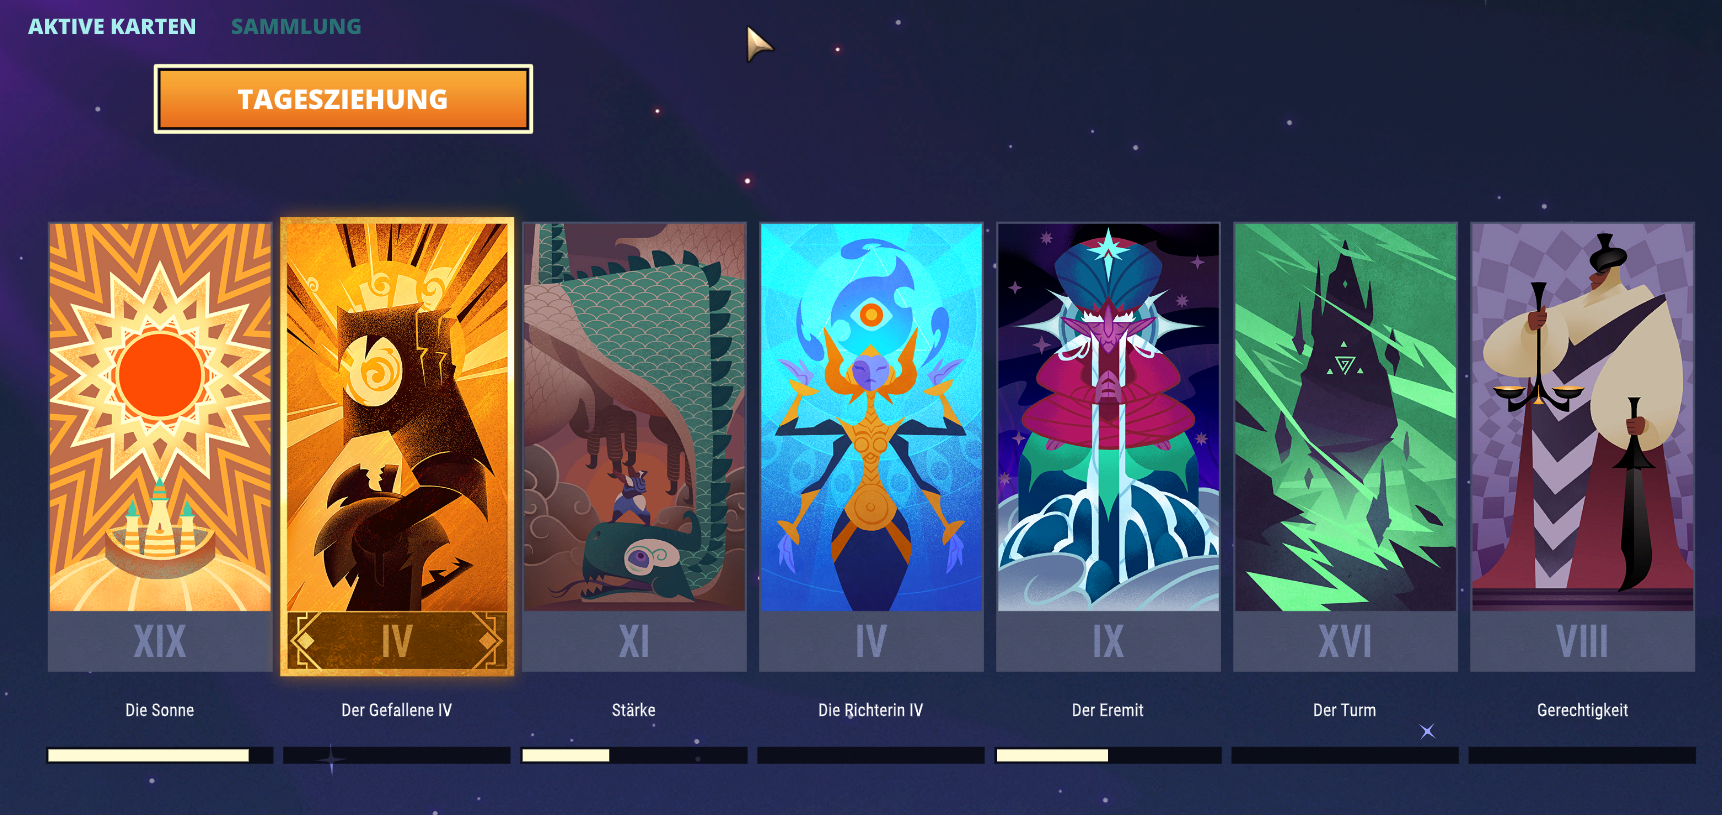 AKTIVE KARTEN SAMMLUNG
TAGESZIEHUNG
XIX IV XI IV IX XVI VIII
Die Sonne Der Gefallene IV Stärke Die Richterin IV Der Eremit Der Turm Gerechtigkeit